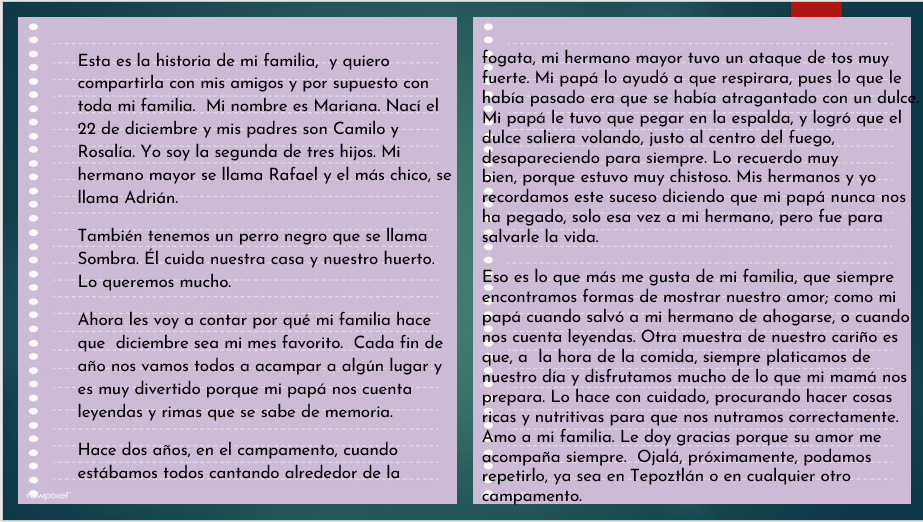 Esta es la historia de mi familia,  y quiero
compartirla con mis amigos y por supuesto con
toda mi familia.  Mi nombre es Mariana. Nací el
22 de diciembre y mis padres son Camilo y
Rosalía. Yo soy la segunda de tres hijos. Mi
hermano mayor se llama Rafael y el más chico, se
llama Adrián.
También tenemos un perro negro que se llama
Sombra. Él cuida nuestra casa y nuestro huerto.
Lo queremos mucho.
Ahora les voy a contar por qué mi familia hace
que  diciembre sea mi mes favorito.  Cada fin de
año nos vamos todos a acampar a algún lugar y
es muy divertido porque mi papá nos cuenta
leyendas y rimas que se sabe de memoria.
Hace dos años, en el campamento, cuando
estábamos todos cantando alrededor de la
rawpixel
fogata, mi hermano mayor tuvo un ataque de tos muy
fuerte. Mi papá lo ayudó a que respirara, pues lo que le
había pasado era que se había atragantado con un dulce.
Mi papá le tuvo que pegar en la espalda, y logró que el
dulce saliera volando, justo al centro del fuego,
desapareciendo para siempre. Lo recuerdo muy
bien, porque estuvo muy chistoso. Mis hermanos y yo
recordamos este suceso diciendo que mi papá nunca nos
ha pegado, solo esa vez a mi hermano, pero fue para
salvarle la vida.
Eso es lo que más me gusta de mi familia, que siempre
encontramos formas de mostrar nuestro amor; como mi
papá cuando salvó a mi hermano de ahogarse, o cuando
nos cuenta leyendas. Otra muestra de nuestro cariño es
que, a  la hora de la comida, siempre platicamos de
nuestro día y disfrutamos mucho de lo que mi mamá nos
prepara. Lo hace con cuidado, procurando hacer cosas
ricas y nutritivas para que nos nutramos correctamente.
Amo a mi familia. Le doy gracias porque su amor me
acompaña siempre.  Ojalá, próximamente, podamos
repetirlo, ya sea en Tepoztlán o en cualquier otro
campamento.